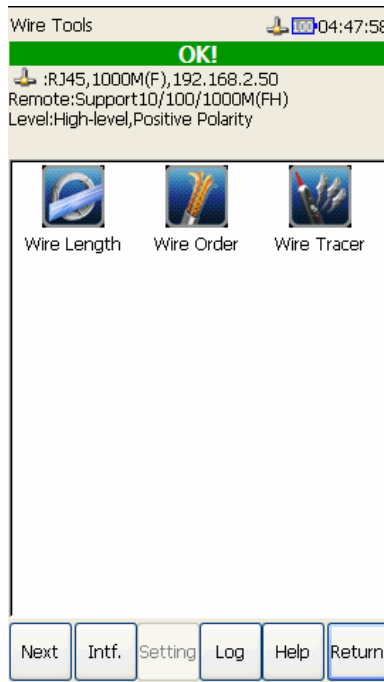 Wire Tools 100 04:47:58
OK!
:RJ45,1000M(F),192.168.2.50
Remote:Support10/100/1000M(FH)
Level:High-level,Positive Polarity
Wire Length Wire Order Wire Tracer
Next Intf. Setting Log Help Return